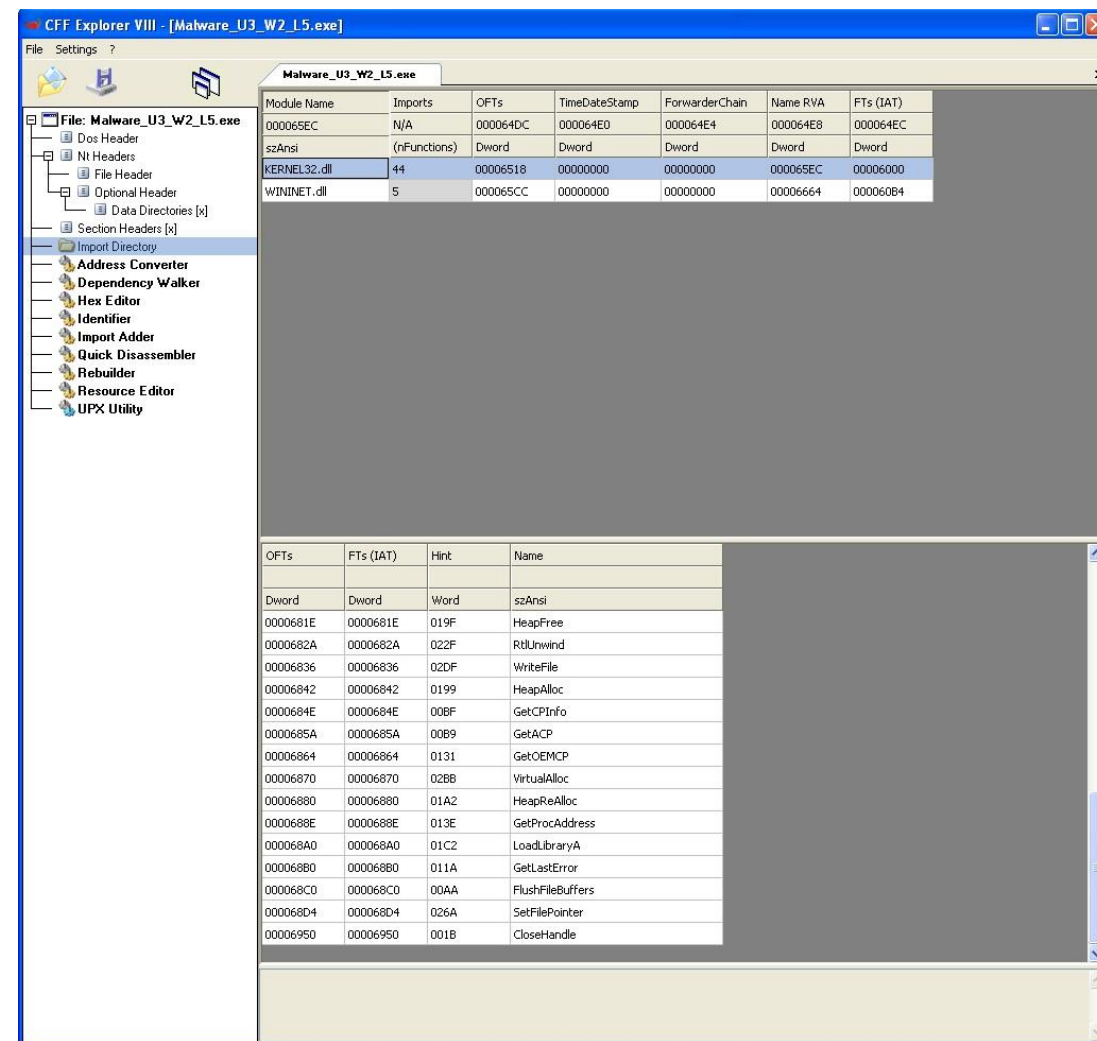 CFF Explorer VIII - [Malware_U3_W2_L5.exe]
File Settings ?
Malware_U3_W2_L5.exe
File: Malware_U3_W2_L5.exe
Dos Header
Nt Headers
File Header
Optional Header
Data Directories [x]
Section Headers [x]
Import Directory
Address Converter
Dependency Walker
Hex Editor
Identifier
Import Adder
Quick Disassembler
Rebuilder
Resource Editor
UPX Utility
Module Name Imports OFTs TimeDateStamp ForwarderChain Name RVA FTs (IAT)
000065EC N/A 000064DC 000064E0 000064E4 000064E8 000064EC
szAnsi (nFunctions) Dword Dword Dword Dword Dword
KERNEL32.dll 44 00006518 00000000 00000000 000065EC 00006000
WININET.dll 5 000065CC 00000000 00000000 00006664 000060B4
OFTs FTs (IAT) Hint Name
Dword Dword Word szAnsi
0000681E 0000681E 019F HeapFree
0000682A 0000682A 022F RtlUnwind
00006836 00006836 02DF WriteFile
00006842 00006842 0199 HeapAlloc
0000684E 0000684E 00BF GetCPInfo
0000685A 0000685A 00B9 GetACP
00006864 00006864 0131 GetOEMCP
00006870 00006870 02BB VirtualAlloc
00006880 00006880 01A2 HeapReAlloc
0000688E 0000688E 013E GetProcAddress
000068A0 000068A0 01C2 LoadLibraryA
000068B0 000068B0 011A GetLastError
000068C0 000068C0 00AA FlushFileBuffers
000068D4 000068D4 026A SetFilePointer
00006950 00006950 001B CloseHandle